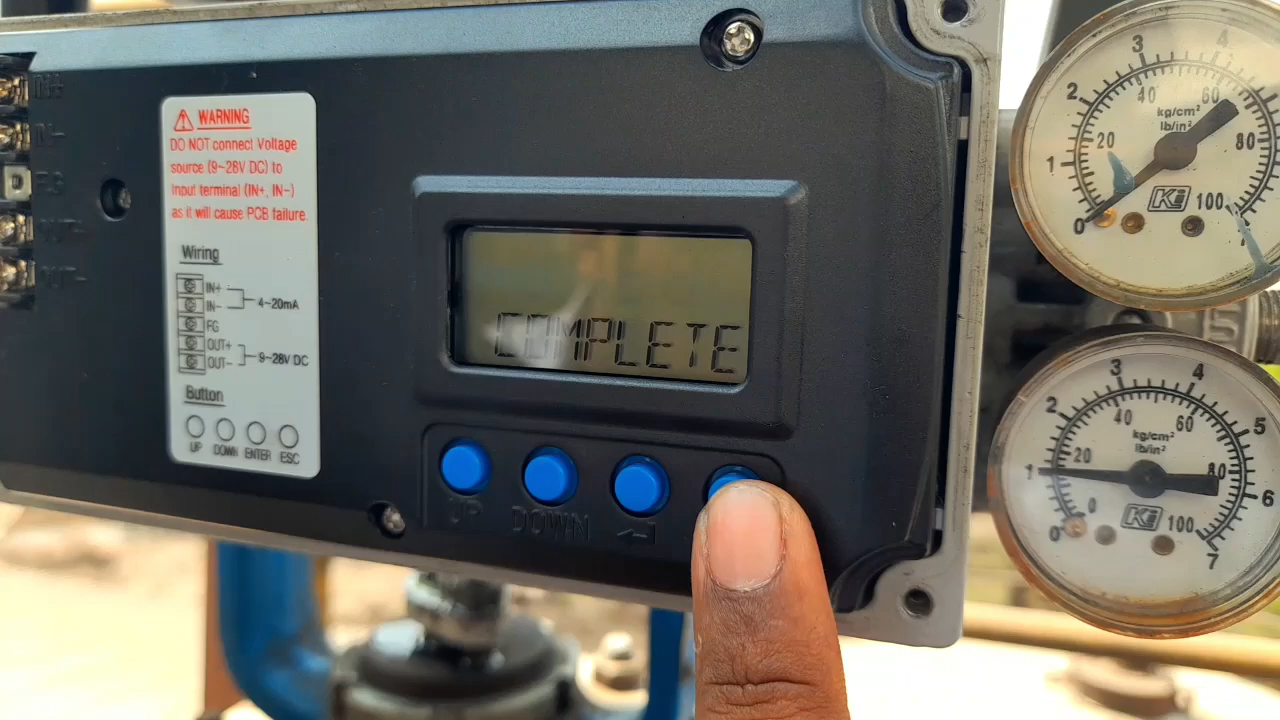 WARNING
DO NOT connect Voltage
source (9~28V DC) to
Input terminal (IN+, IN-)
as it will cause PCB failure.
Wiring
IN+
IN-
4~20mA
FG
OUT+
OUT-
9~28V DC
Button
UP
DOWN
ENTER
ESC
IN+
IN-
FG
COMPLETE
UP
DOWN
0
1
2
3
4
20
40
60
80
100
kg/cm²
lb/in²
Ki
0
1
2
3
4
5
6
7
0
20
40
60
80
100
kg/cm²
lb/in²
Ki